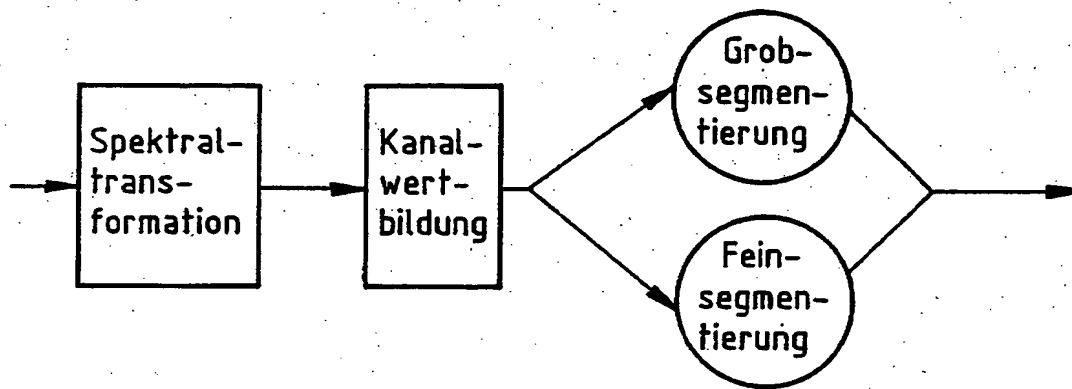 Spektral-
trans-
formation
Kanal-
wert-
bildung
Grob-
segmen-
tierung
Fein-
segmen-
tierung